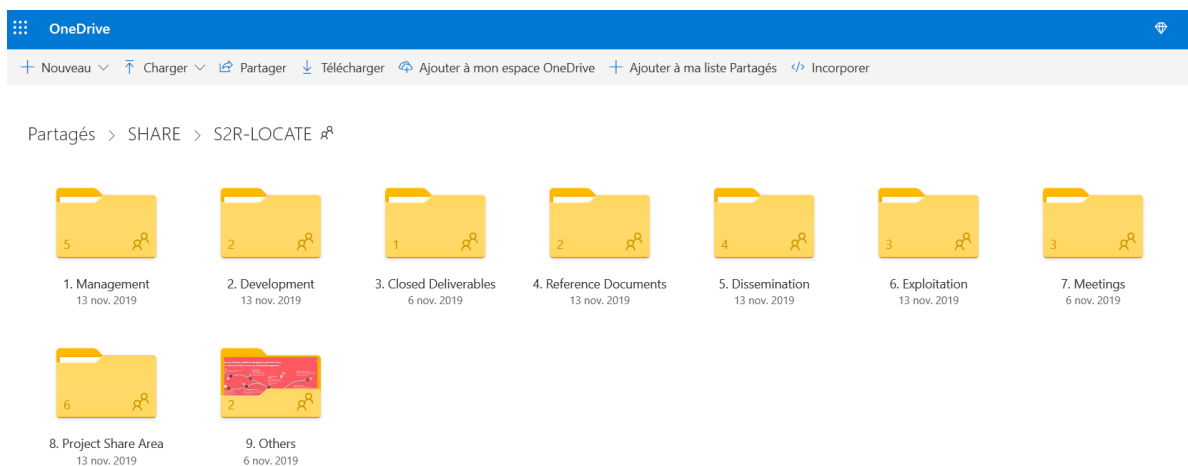 OneDrive
Nouveau Charger Partager Télécharger Ajouter à mon espace OneDrive Ajouter à ma liste Partagés Incorporer
Partagés > SHARE > S2R-LOCATE
5 2 1 2 4 3 3
1. Management 2. Development 3. Closed Deliverables 4. Reference Documents 5. Dissemination 6. Exploitation 7. Meetings
13 nov. 2019 13 nov. 2019 6 nov. 2019 13 nov. 2019 13 nov. 2019 13 nov. 2019 6 nov. 2019
6 2
8. Project Share Area 9. Others
13 nov. 2019 6 nov. 2019